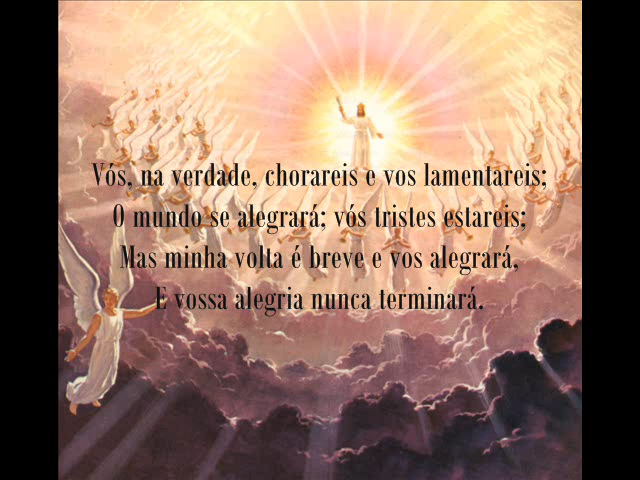 Vós, na verdade, chorareis e vos lamentareis;
O mundo se alegrará; vós tristes estareis;
Mas minha volta é breve e vos alegrará,
E vossa alegria nunca terminará.